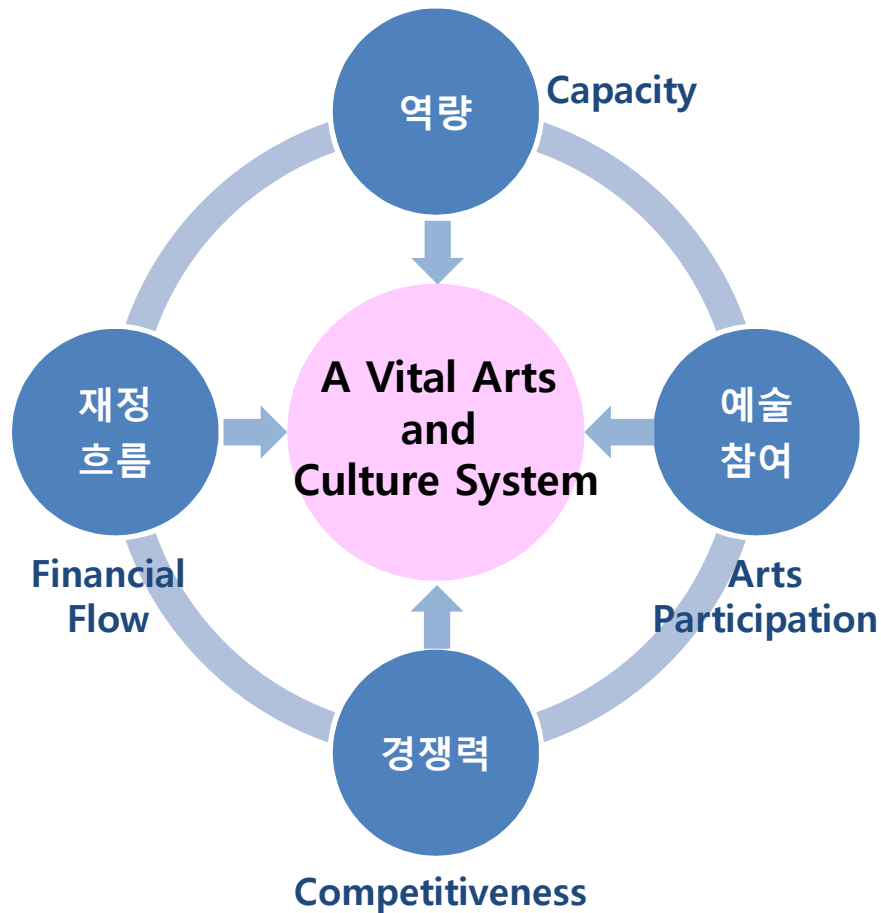 역량
Capacity
재정
흐름
Financial
Flow
A Vital Arts
and
Culture System
예술
참여
Arts
Participation
경쟁력
Competitiveness